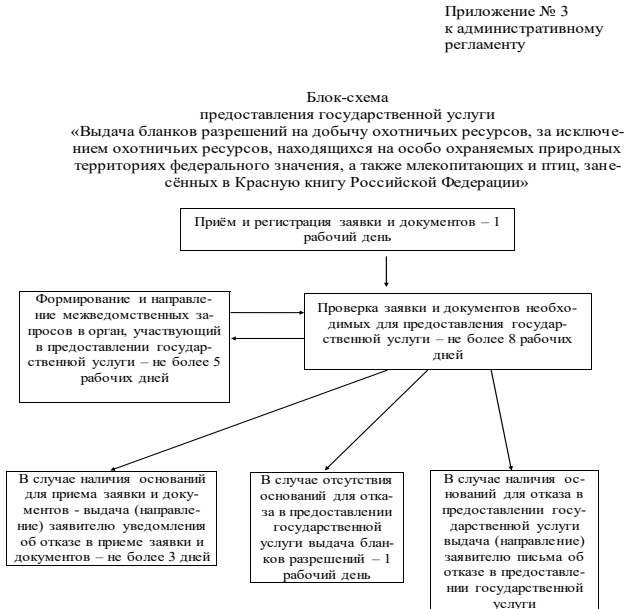 Приложение № 3
к административному
регламенту
Блок-схема
предоставления государственной услуги
«Выдача бланков разрешений на добычу охотничьих ресурсов, за исключе-
нием охотничьих ресурсов, находящихся на особо охраняемых природных
территориях федерального значения, а также млекопитающих и птиц, зане-
сённых в Красную книгу Российской Федерации»
Приём и регистрация заявки и документов – 1
рабочий день
Формирование и направле-
ние межведомственных за-
просов в орган, участвующий
в предоставлении государ-
ственной услуги – не более 5
рабочих дней
Проверка заявки и документов необхо-
димых для предоставления государ-
ственной услуги – не более 8 рабочих
дней
В случае наличия оснований
для приема заявки и доку-
ментов - выдача (направле-
ние) заявителю уведомления
об отказе в приеме заявки и
документов – не более 3 дней
В случае отсутствия
оснований для отка-
за в предоставлении
государственной
услуги выдача блан-
ков разрешений – 1
рабочий день
В случае наличия ос-
нований для отказа в
предоставлении госу-
дарственной услуги
выдача (направление)
заявителю письма об
отказе в предоставле-
нии государственной
услуги